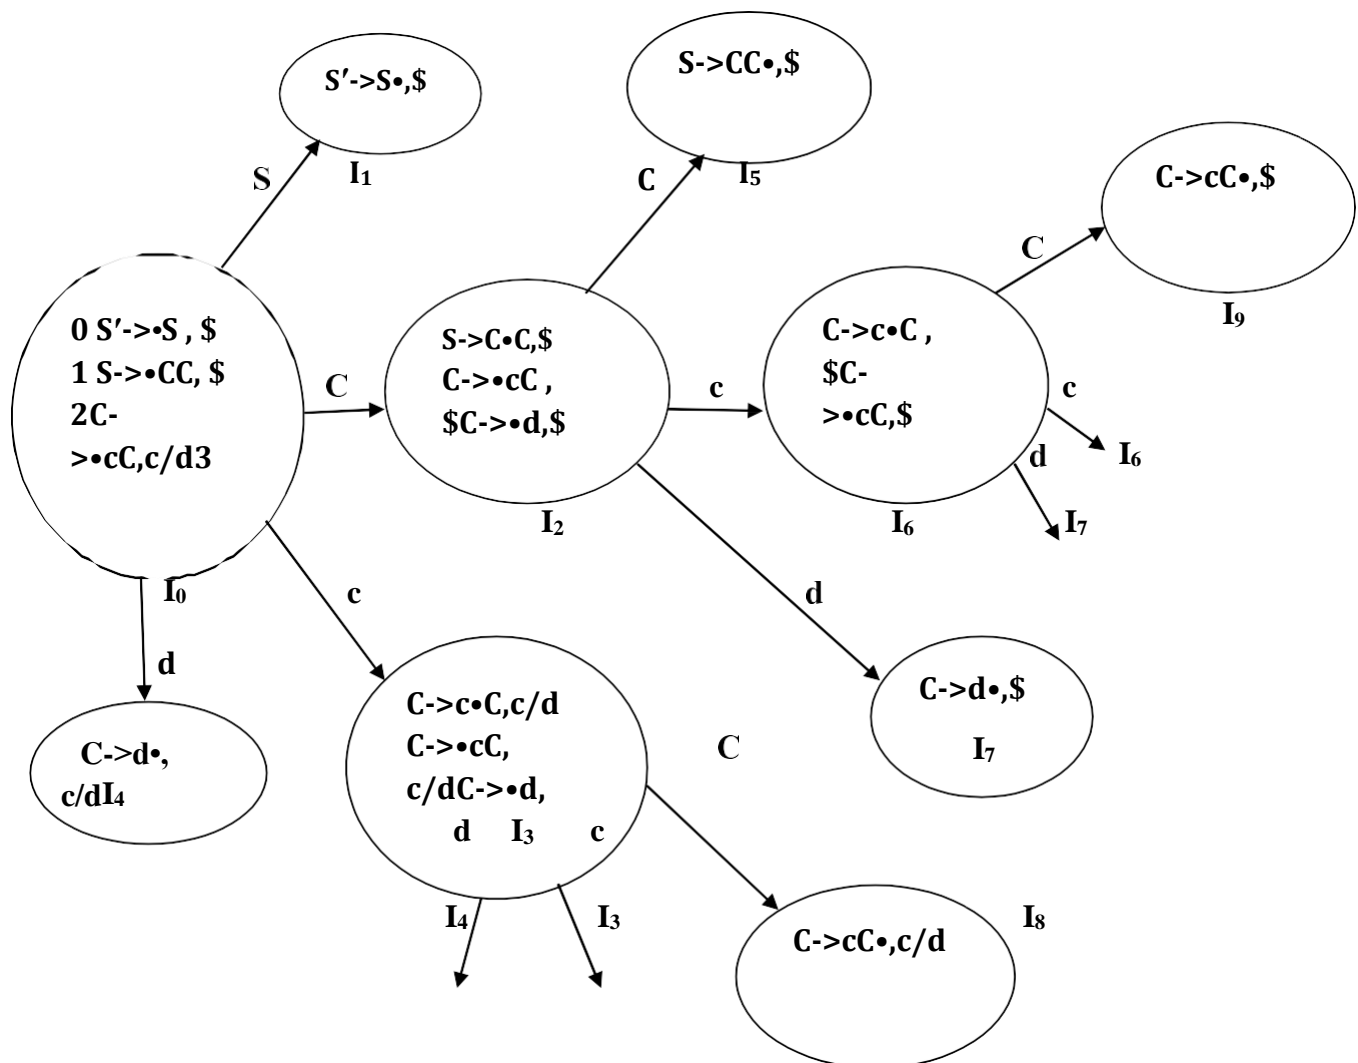 S′->S•,$
I1
S
S->CC•,$
I5
C
C->cC•,$
I9
C
0 S′->•S , $
1 S->•CC, $
2C-
>•cC,c/d3
I0
C
S->C•C,$
C->•cC ,
$C->•d,$
I2
c
C->c•C ,
$C-
>•cC,$
I6
c
I6
d
I7
d
C->d•,$
I7
c
d
C->d•,
c/dI4
C->c•C,c/d
C->•cC,
c/dC->•d,
d I3 c
I4 I3
C
C->cC•,c/d
I8